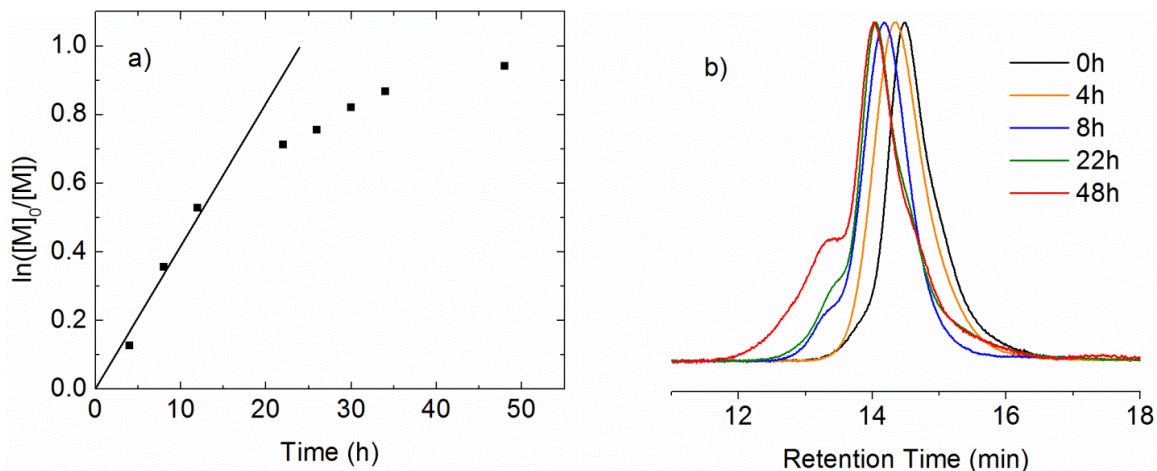 a)
1.0
0.8
0.6
0.4
0.2
0.0
ln([M]₀/[M])
0 10 20 30 40 50
Time (h)
b)
0h
4h
8h
22h
48h
12 14 16 18
Retention Time (min)